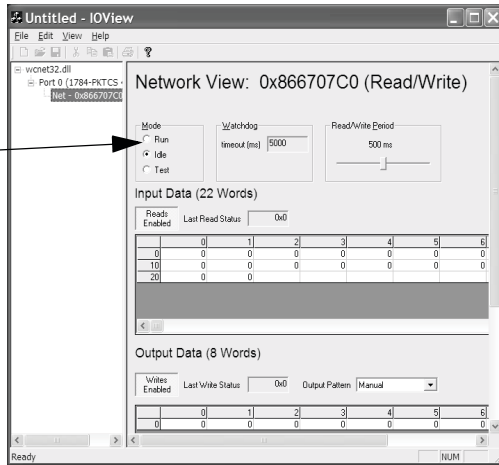 Untitled - IOView
File Edit View Help
wcnet32.dll
Port 0 (1784-PKTCS
Net - 0x866707C0
Network View: 0x866707C0 (Read/Write)
Mode
Run
Idle
Test
Watchdog
timeout (ms) 5000
Read/Write Period
500 ms
Input Data (22 Words)
Reads Enabled
Last Read Status 0x0
0 1 2 3 4 5 6
0 0 0 0 0 0 0 0
10 0 0 0 0 0 0 0
20 0 0
Output Data (8 Words)
Writes Enabled
Last Write Status 0x0 Output Pattern Manual
0 1 2 3 4 5 6
0 0 0 0 0 0 0 0
Ready
NUM